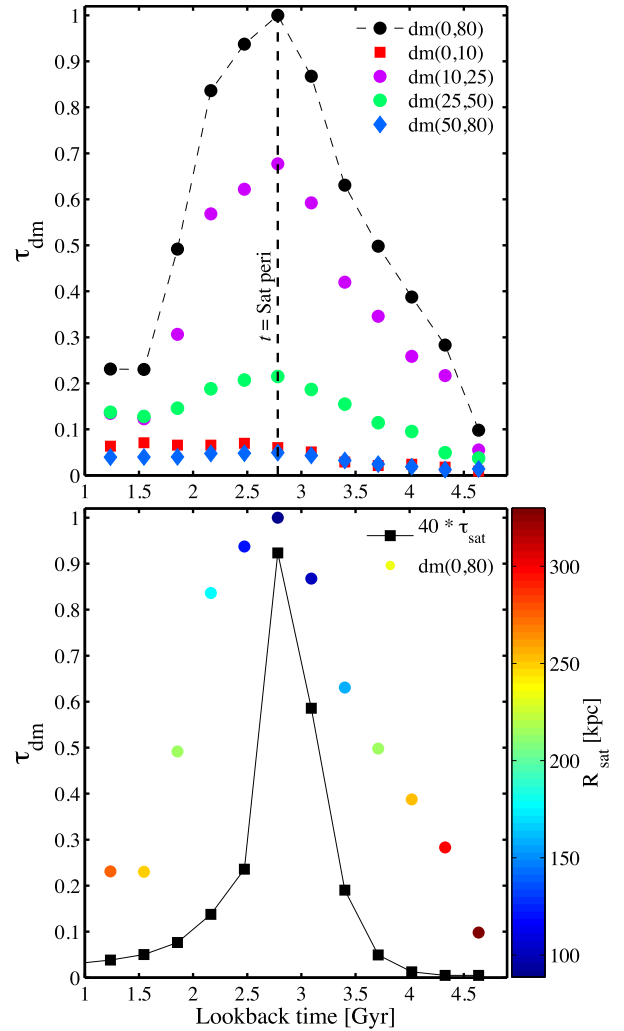 1
0.9
0.8
0.7
0.6
0.5
0.4
0.3
0.2
0.1
0
τdm
dm(0,80)
dm(0,10)
dm(10,25)
dm(25,50)
dm(50,80)
t = Sat peri
1 1.5 2 2.5 3 3.5 4 4.5
1
0.9
0.8
0.7
0.6
0.5
0.4
0.3
0.2
0.1
0
τdm
40 * τsat
dm(0,80)
1 1.5 2 2.5 3 3.5 4 4.5
Lookback time [Gyr]
300
250
200
150
100
Rsat [kpc]